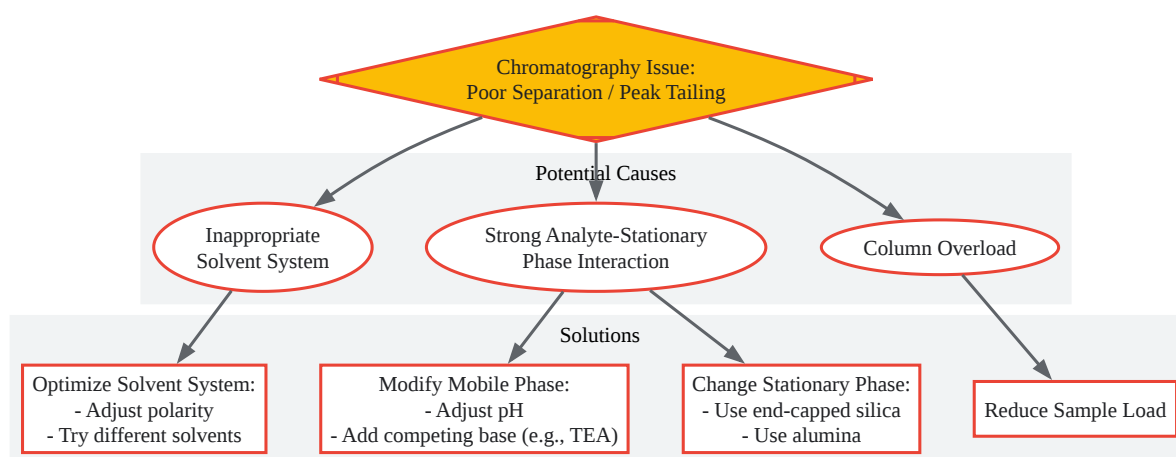 Chromatography Issue:
Poor Separation / Peak Tailing
Potential Causes
Inappropriate
Solvent System
Strong Analyte-Stationary
Phase Interaction
Column Overload
Solutions
Optimize Solvent System:
- Adjust polarity
- Try different solvents
Modify Mobile Phase:
- Adjust pH
- Add competing base (e.g., TEA)
Change Stationary Phase:
- Use end-capped silica
- Use alumina
Reduce Sample Load